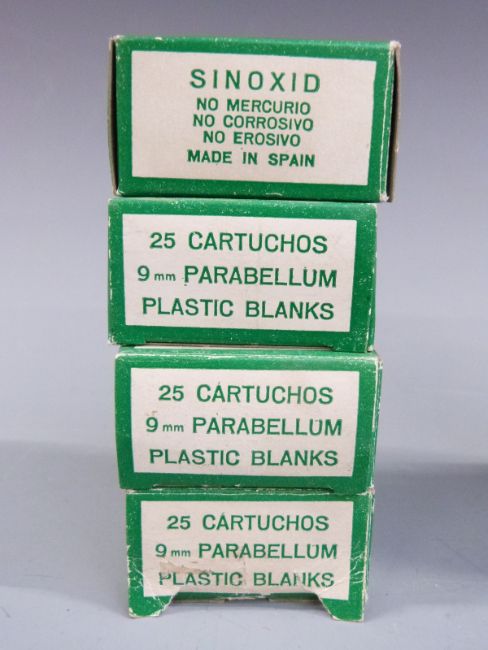 SINOXID
NO MERCURIO
NO CORROSIVO
NO EROSIVO
MADE IN SPAIN
25 CARTUCHOS
9mm PARABELLUM
PLASTIC BLANKS
25 CARTUCHOS
9mm PARABELLUM
PLASTIC BLANKS
25 CARTUCHOS
9mm PARABELLUM
PLASTIC BLANKS